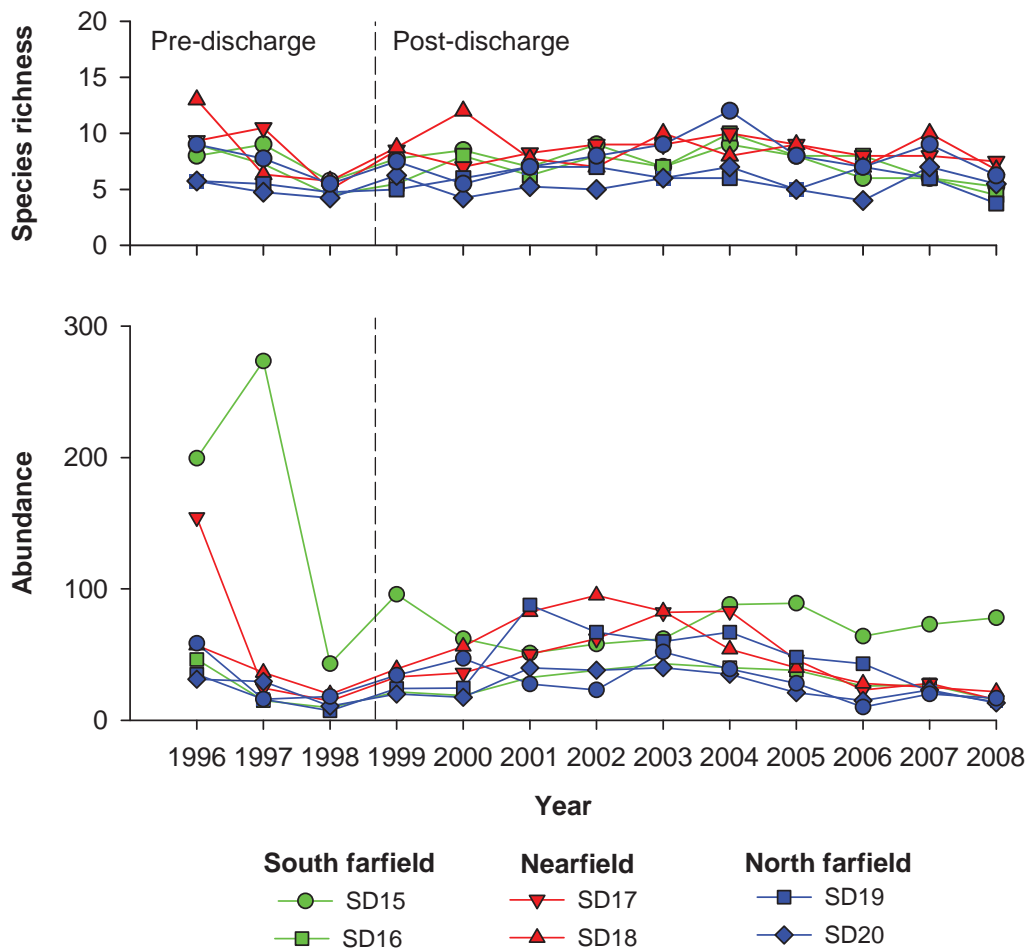 20
15
10
5
0
Species richness
Pre-discharge
Post-discharge
300
200
100
0
Abundance
1996 1997 1998 1999 2000 2001 2002 2003 2004 2005 2006 2007 2008
Year
South farfield Nearfield North farfield
SD15 SD17 SD19
SD16 SD18 SD20